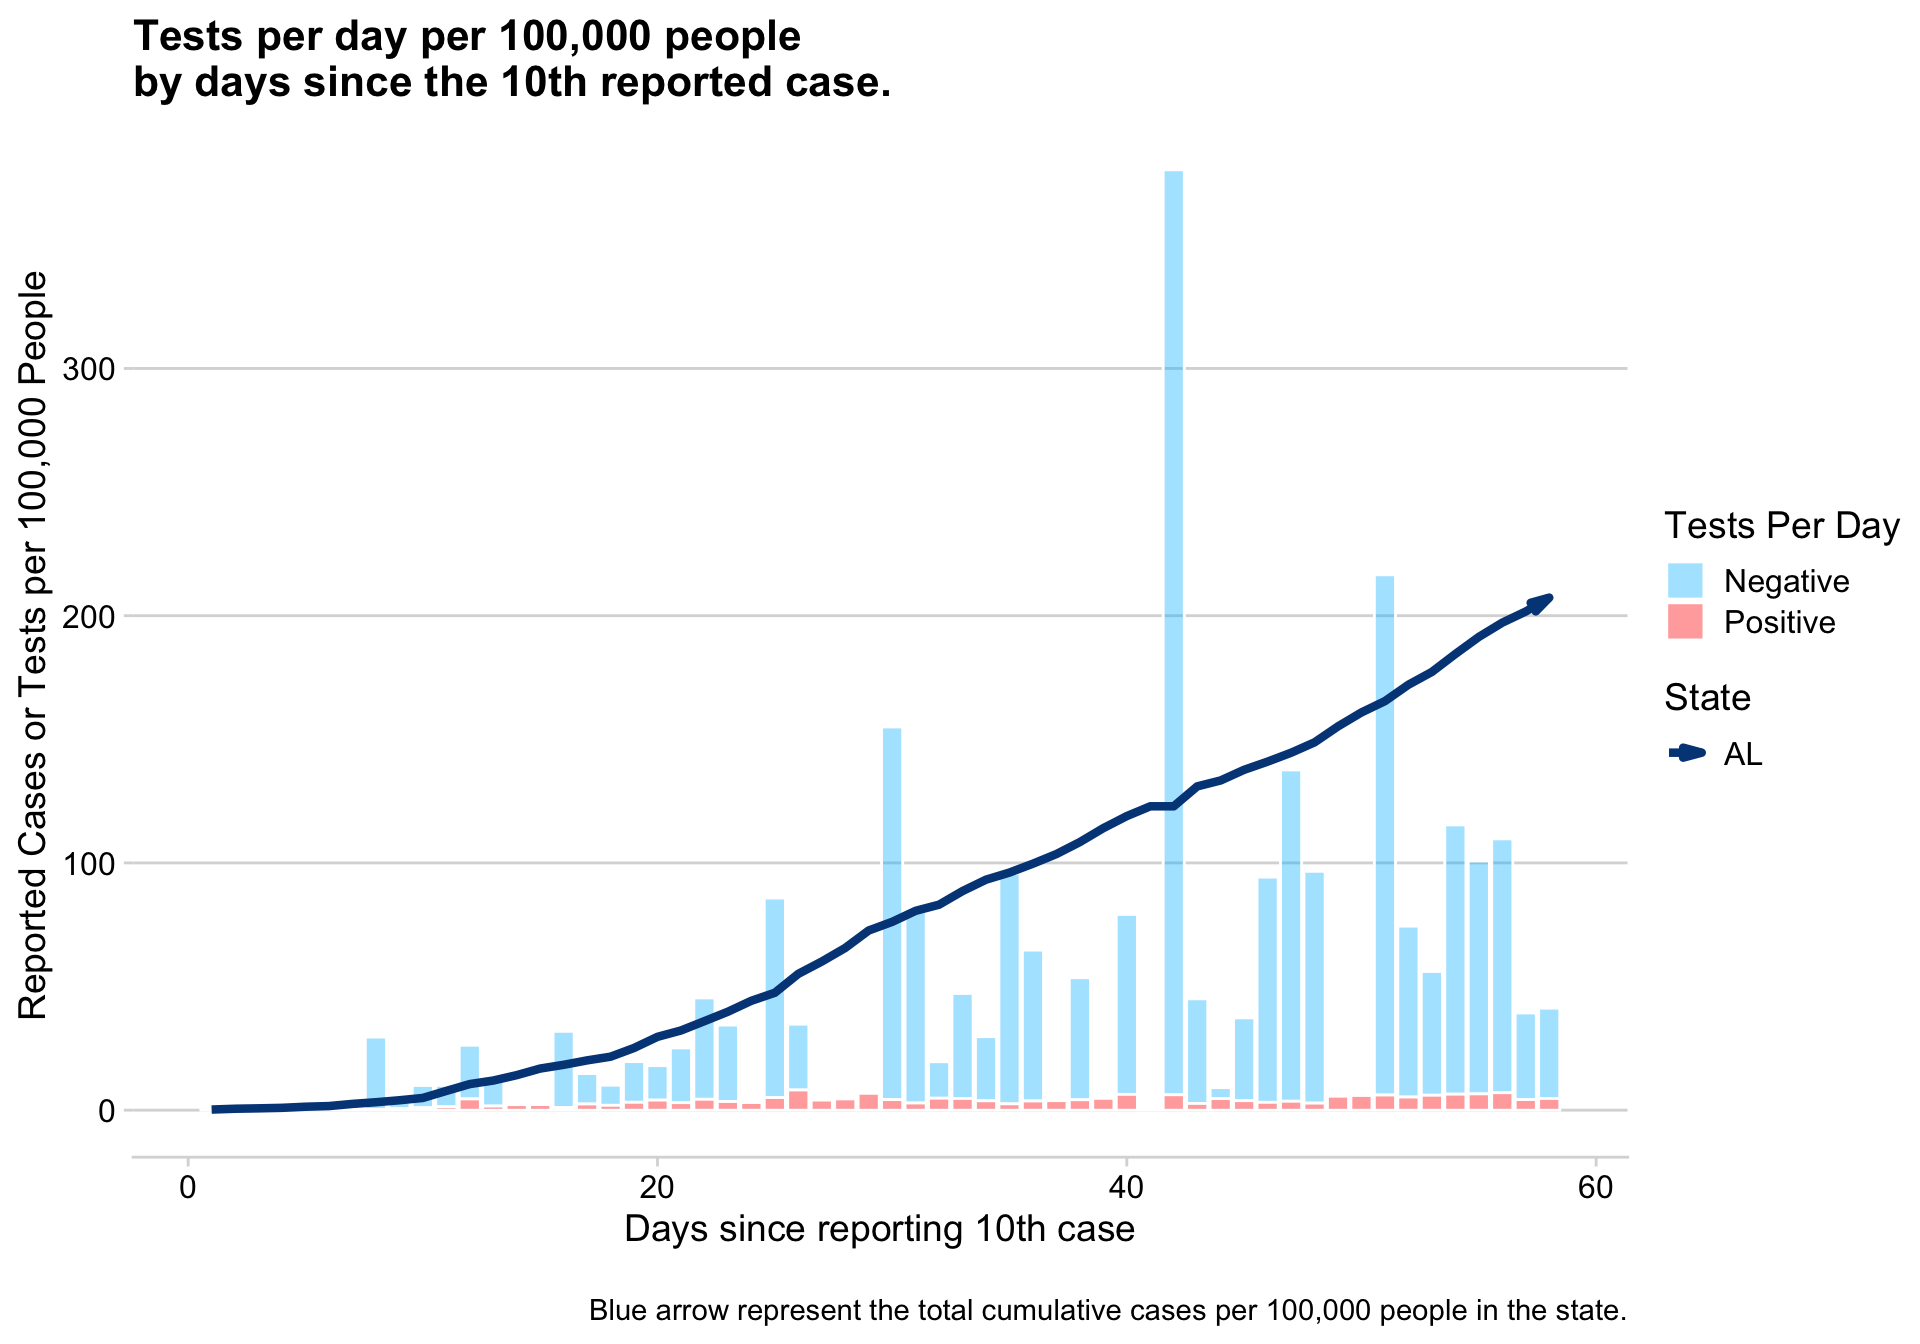 Tests per day per 100,000 people
by days since the 10th reported case.
Reported Cases or Tests per 100,000 People
300
200
100
0
0 20 40 60
Days since reporting 10th case
Tests Per Day
Negative
Positive
State
AL
Blue arrow represent the total cumulative cases per 100,000 people in the state.